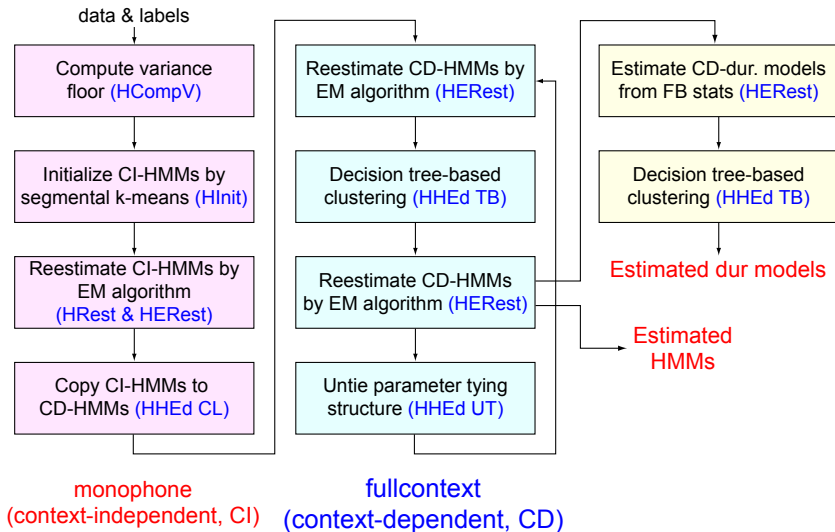 data & labels
Compute variance
floor (HCompV)
Initialize CI-HMMs by
segmental k-means (HInit)
Reestimate CI-HMMs by
EM algorithm
(HRest & HERest)
Copy CI-HMMs to
CD-HMMs (HHEd CL)
monophone
(context-independent, CI)
Reestimate CD-HMMs by
EM algorithm (HERest)
Decision tree-based
clustering (HHEd TB)
Reestimate CD-HMMs
by EM algorithm (HERest)
Untie parameter tying
structure (HHEd UT)
fullcontext
(context-dependent, CD)
Estimate CD-dur. models
from FB stats (HERest)
Decision tree-based
clustering (HHEd TB)
Estimated dur models
Estimated
HMMs